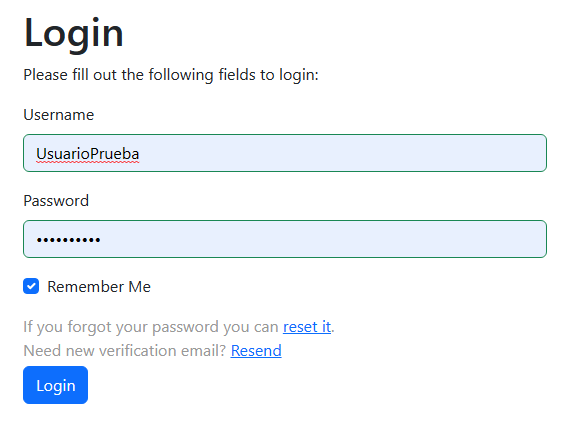 Login
Please fill out the following fields to login:
Username
UsuarioPrueba
Password
••••••••••
Remember Me
If you forgot your password you can reset it.
Need new verification email? Resend
Login